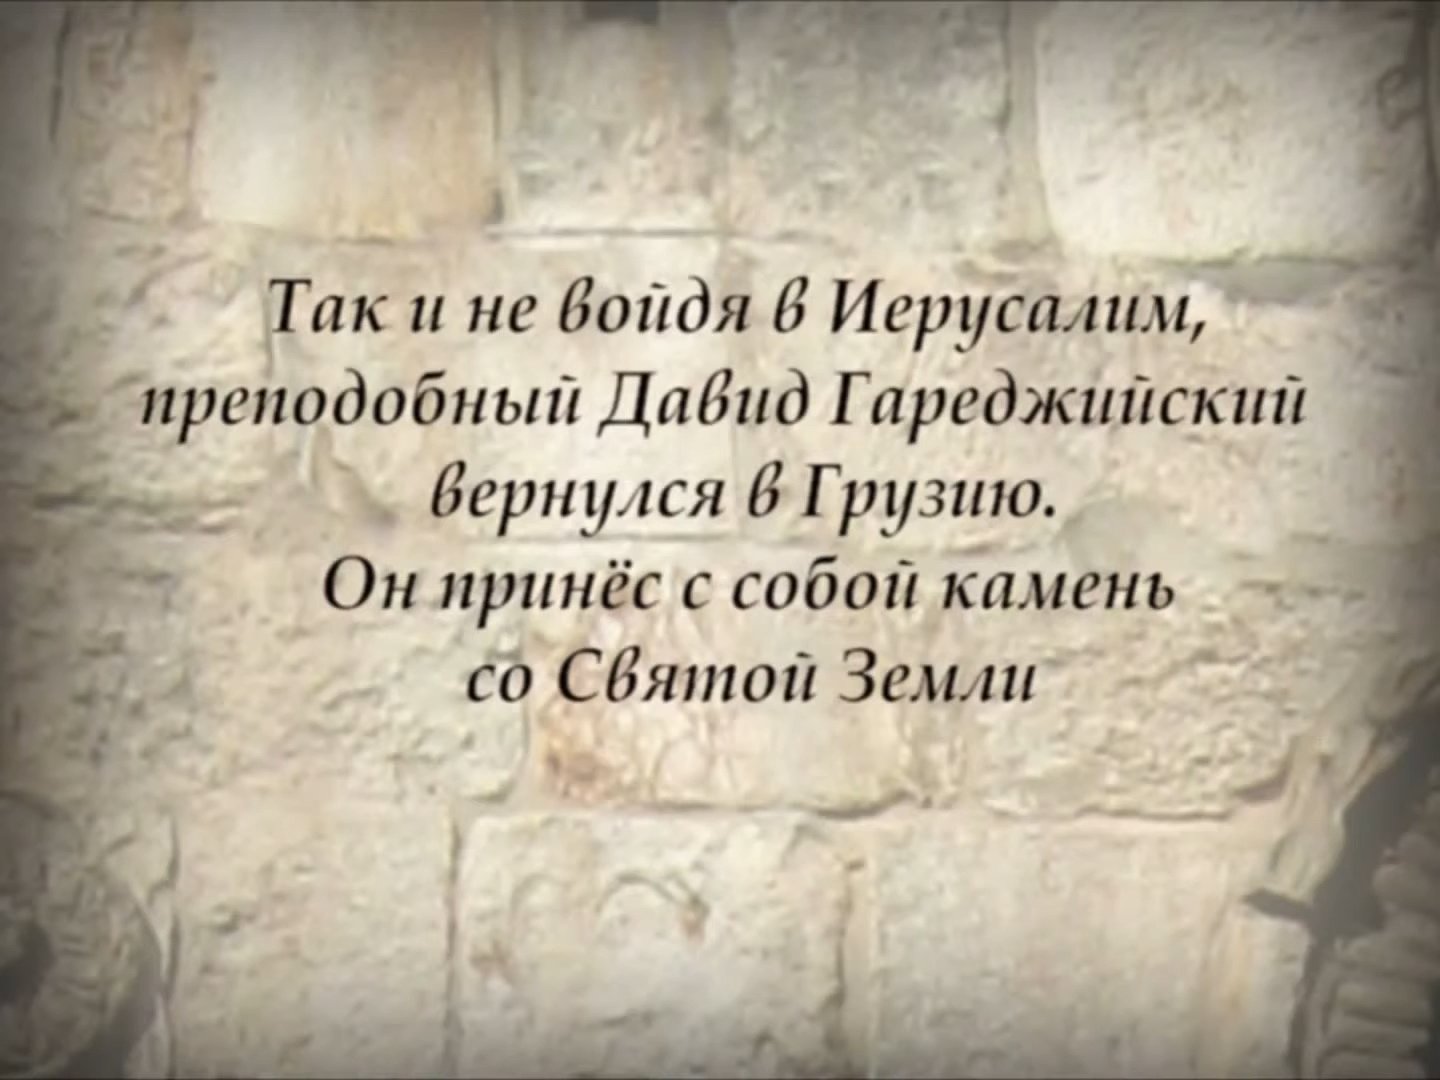 Так и не войдя в Иерусалим,
преподобный Давид Гареджийский
вернулся в Грузию.
Он принёс с собой камень
со Святой Земли